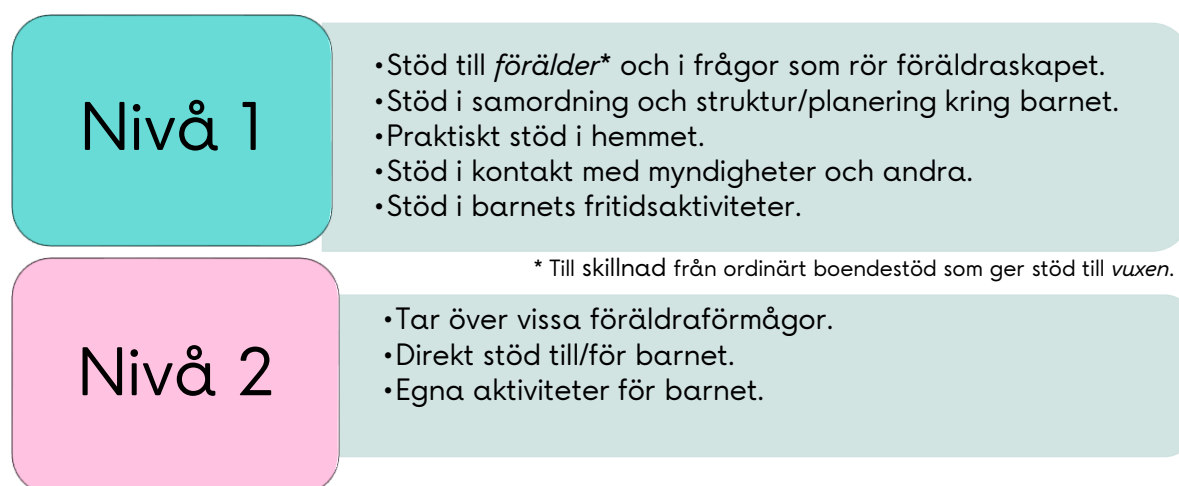 Nivå 1
•Stöd till förälder* och i frågor som rör föräldraskapet.
•Stöd i samordning och struktur/planering kring barnet.
•Praktiskt stöd i hemmet.
•Stöd i kontakt med myndigheter och andra.
•Stöd i barnets fritidsaktiviteter.
* Till skillnad från ordinärt boendestöd som ger stöd till vuxen.
Nivå 2
•Tar över vissa föräldraförmågor.
•Direkt stöd till/för barnet.
•Egna aktiviteter för barnet.